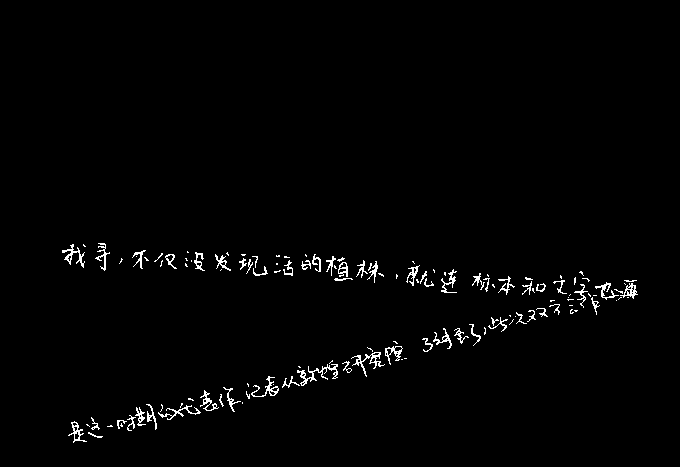 找寻，不仅没发现活的植株，就连标本和文字也
是这一时期的代表作 记者从敦煌研究院 了解到，此次双方合作